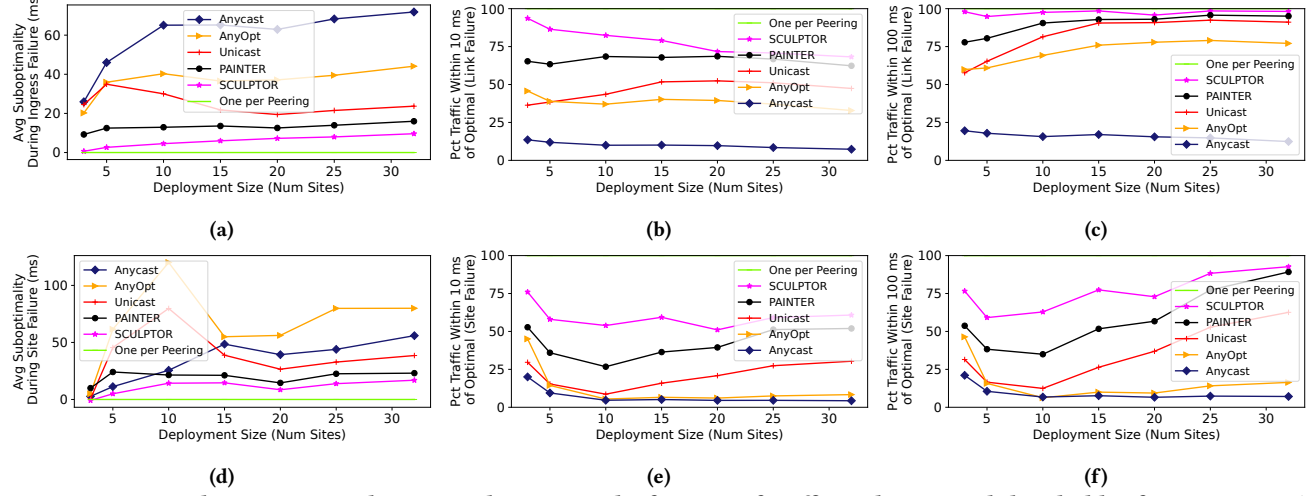 Avg Suboptimality
During Ingress Failure (ms)
60
40
20
0
Anycast
AnyOpt
Unicast
PAINTER
SCULPTOR
One per Peering
5 10 15 20 25 30
Deployment Size (Num Sites)
(a)
Pct Traffic Within 10 ms
of Optimal (Link Failure)
100
75
50
25
0
One per Peering
SCULPTOR
PAINTER
Unicast
AnyOpt
Anycast
5 10 15 20 25 30
Deployment Size (Num Sites)
(b)
Pct Traffic Within 100 ms
of Optimal (Link Failure)
100
75
50
25
0
One per Peering
SCULPTOR
PAINTER
Unicast
AnyOpt
Anycast
5 10 15 20 25 30
Deployment Size (Num Sites)
(c)
Avg Suboptimality
During Site Failure (ms)
100
50
0
Anycast
AnyOpt
Unicast
PAINTER
SCULPTOR
One per Peering
5 10 15 20 25 30
Deployment Size (Num Sites)
(d)
Pct Traffic Within 10 ms
of Optimal (Site Failure)
100
75
50
25
0
One per Peering
SCULPTOR
PAINTER
Unicast
AnyOpt
Anycast
5 10 15 20 25 30
Deployment Size (Num Sites)
(e)
Pct Traffic Within 100 ms
of Optimal (Site Failure)
100
75
50
25
0
One per Peering
SCULPTOR
PAINTER
Unicast
AnyOpt
Anycast
5 10 15 20 25 30
Deployment Size (Num Sites)
(f)